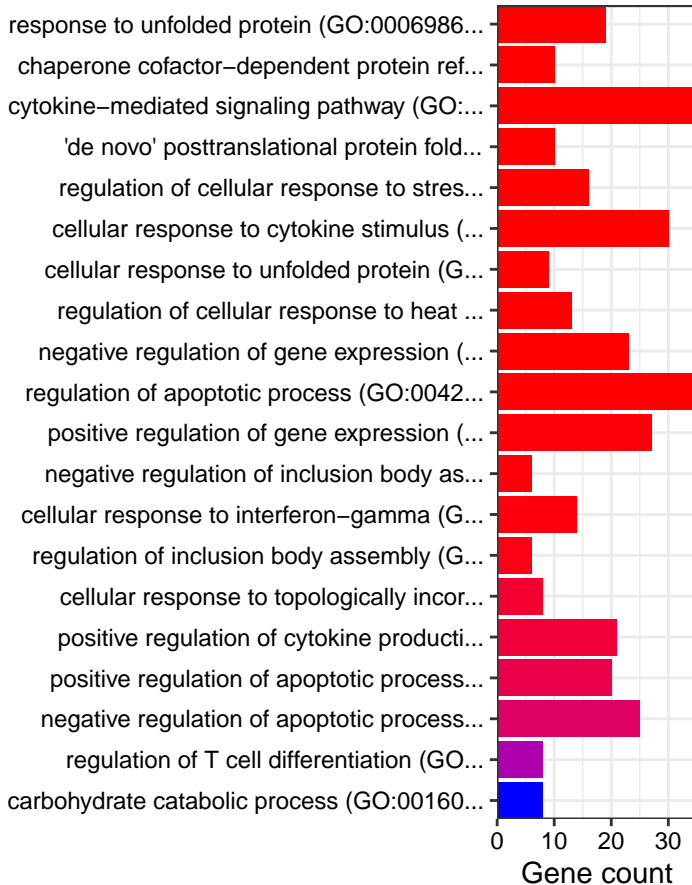 response to unfolded protein (GO:0006986...
chaperone cofactor−dependent protein ref...
cytokine−mediated signaling pathway (GO:...
'de novo' posttranslational protein fold...
regulation of cellular response to stres...
cellular response to cytokine stimulus (...
cellular response to unfolded protein (G...
regulation of cellular response to heat ...
negative regulation of gene expression (...
regulation of apoptotic process (GO:0042...
positive regulation of gene expression (...
negative regulation of inclusion body as...
cellular response to interferon−gamma (G...
regulation of inclusion body assembly (G...
cellular response to topologically incor...
positive regulation of cytokine producti...
positive regulation of apoptotic process...
negative regulation of apoptotic process...
regulation of T cell differentiation (GO...
carbohydrate catabolic process (GO:00160...
0 10 20 30
Gene count